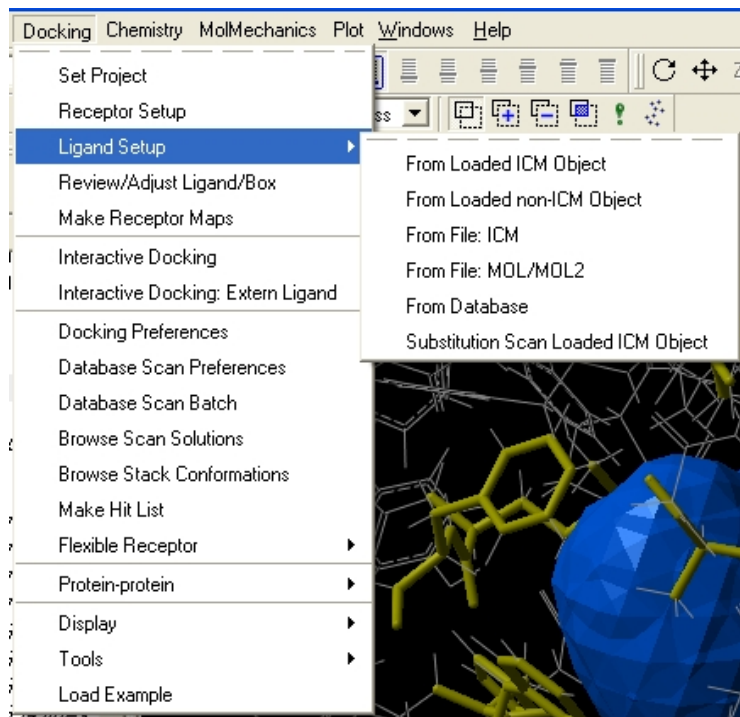 Docking Chemistry MolMechanics Plot Windows Help
Set Project
Receptor Setup
ss
Ligand Setup
From Loaded ICM Object
Review/Adjust Ligand/Box
From Loaded non-ICM Object
Make Receptor Maps
From File: ICM
Interactive Docking
From File: MOL/MOL2
Interactive Docking: Extern Ligand
From Database
Docking Preferences
Substitution Scan Loaded ICM Object
Database Scan Preferences
Database Scan Batch
Browse Scan Solutions
Browse Stack Conformations
Make Hit List
Flexible Receptor
Protein-protein
Display
Tools
Load Example